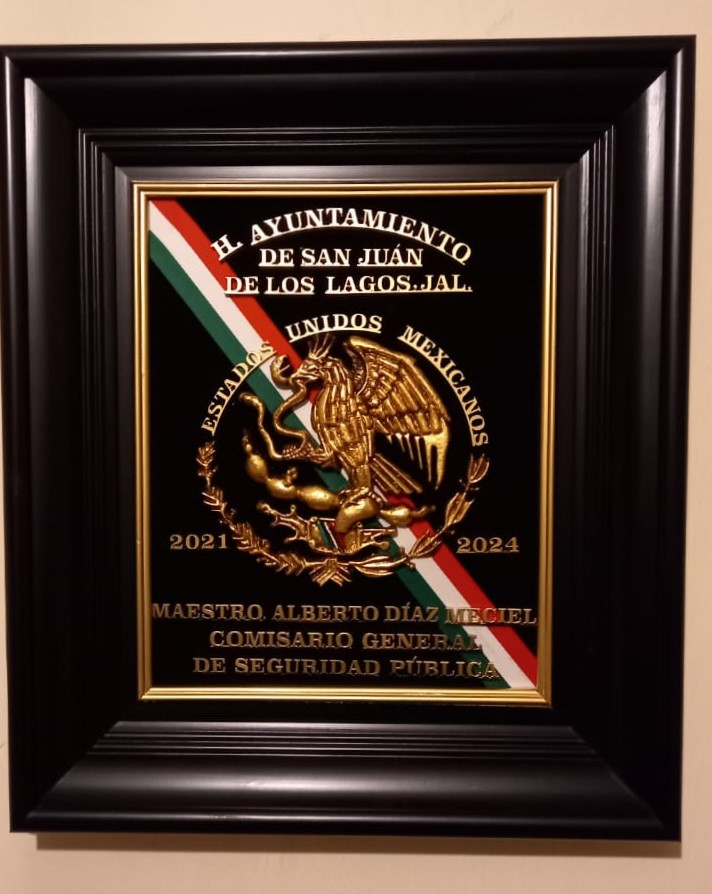 H. AYUNTAMIENTO
DE SAN JUÁN
DE LOS LAGOS..JAL.
ESTADOS UNIDOS MEXICANOS
2021 2024
MAESTRO. ALBERTO DÍAZ MECIEL
COMISARIO GENERAL
DE SEGURIDAD PÚBLICA